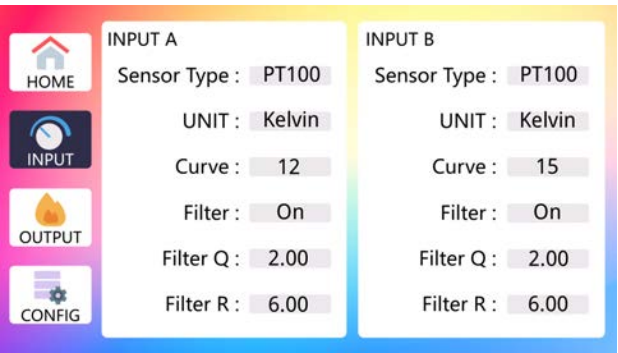 HOME
INPUT
OUTPUT
CONFIG
INPUT A
Sensor Type : PT100
UNIT : Kelvin
Curve : 12
Filter : On
Filter Q : 2.00
Filter R : 6.00
INPUT B
Sensor Type : PT100
UNIT : Kelvin
Curve : 15
Filter : On
Filter Q : 2.00
Filter R : 6.00